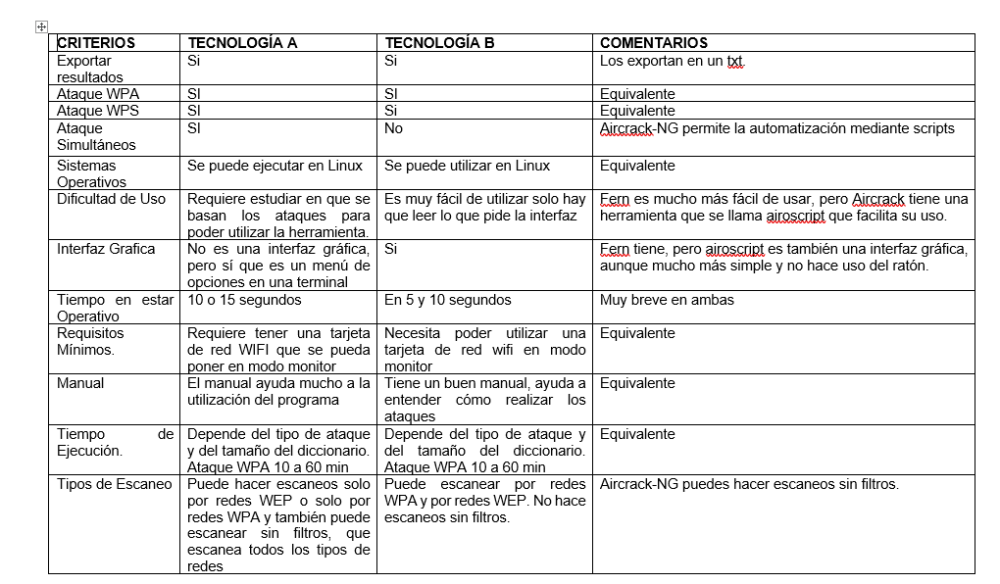 CRITERIOS TECNOLOGÍA A TECNOLOGÍA B COMENTARIOS
Exportar
resultados
Si
Si
Los exportan en un txt.
Ataque WPA SI SI Equivalente
Ataque WPS SI Si Equivalente
Ataque
Simultáneos
SI
No
Aircrack-NG permite la automatización mediante scripts
Sistemas
Operativos
Se puede ejecutar en Linux
Se puede utilizar en Linux
Equivalente
Dificultad de Uso
Requiere estudiar en que se
basan los ataques para
poder utilizar la herramienta.
Es muy fácil de utilizar solo hay
que leer lo que pide la interfaz
Fern es mucho más fácil de usar, pero Aircrack tiene una
herramienta que se llama airoscript que facilita su uso.
Interfaz Grafica
No es una interfaz gráfica,
pero sí que es un menú de
opciones en una terminal
Si
Fern tiene, pero airoscript es también una interfaz gráfica,
aunque mucho más simple y no hace uso del ratón.
Tiempo en estar
Operativo
10 o 15 segundos
En 5 y 10 segundos
Muy breve en ambas
Requisitos
Mínimos.
Requiere tener una tarjeta
de red WIFI que se pueda
poner en modo monitor
Necesita poder utilizar una
tarjeta de red wifi en modo
monitor
Equivalente
Manual
El manual ayuda mucho a la
utilización del programa
Tiene un buen manual, ayuda a
entender cómo realizar los
ataques
Equivalente
Tiempo de
Ejecución.
Depende del tipo de ataque
y del tamaño del diccionario.
Ataque WPA 10 a 60 min
Depende del tipo de ataque y
del tamaño del diccionario.
Ataque WPA 10 a 60 min
Equivalente
Tipos de Escaneo
Puede hacer escaneos solo
por redes WEP o solo por
redes WPA y también puede
escanear sin filtros, que
escanea todos los tipos de
redes
Puede escanear por redes
WPA y por redes WEP. No hace
escaneos sin filtros.
Aircrack-NG puedes hacer escaneos sin filtros.